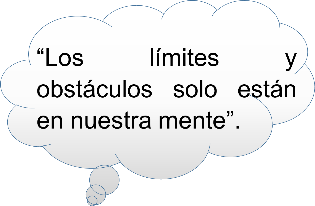 “Los límites y
obstáculos solo están
en nuestra mente”.